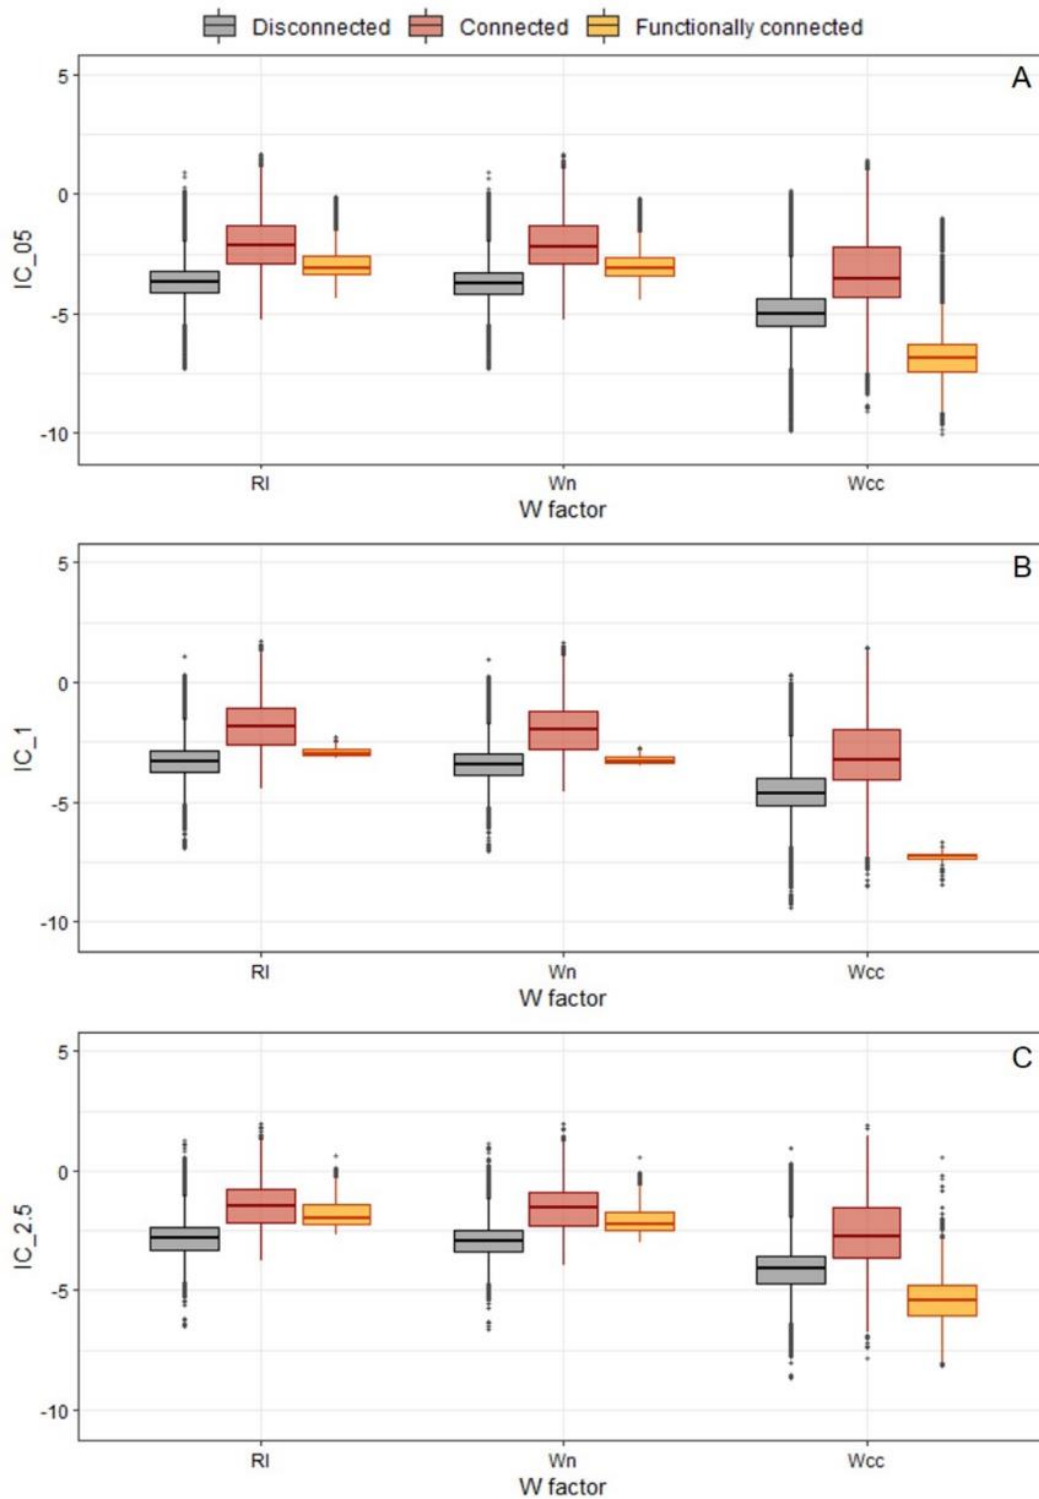 Disconnected Connected Functionally connected
A
5
0
-5
-10
IC_05
RI Wn Wcc
W factor
B
5
0
-5
-10
IC_1
RI Wn Wcc
W factor
C
5
0
-5
-10
IC_2.5
RI Wn Wcc
W factor